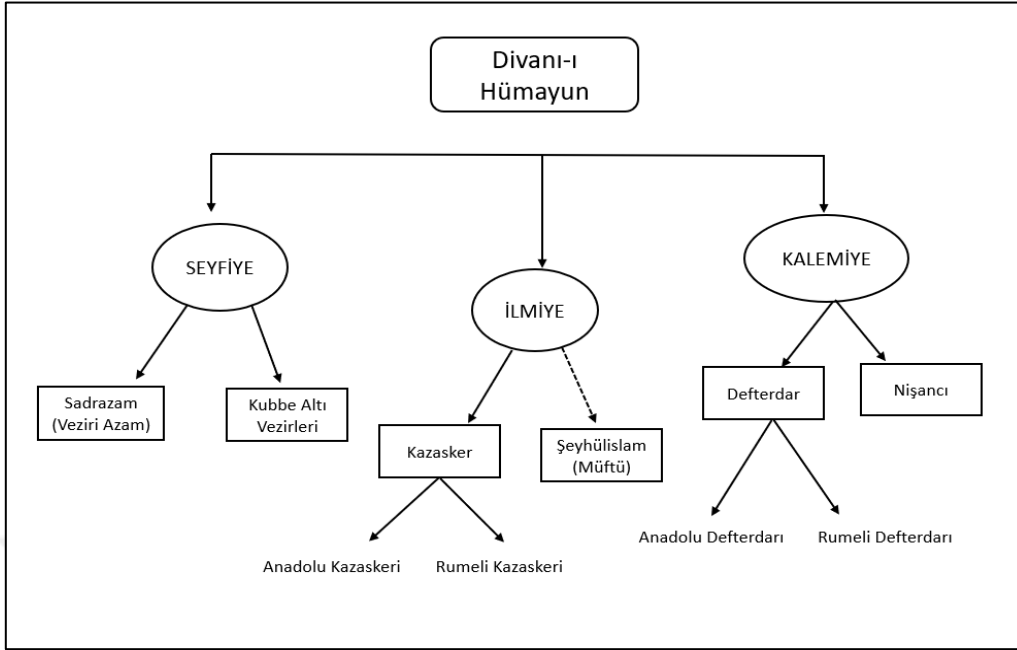 Divanı-ı
Hümayun
SEYFİYE
İLMİYE
KALEMİYE
Sadrazam
(Veziri Azam)
Kubbe Altı
Vezirleri
Kazasker
Şeyhülislam
(Müftü)
Defterdar
Nişancı
Anadolu Kazaskeri
Rumeli Kazaskeri
Anadolu Defterdarı
Rumeli Defterdarı